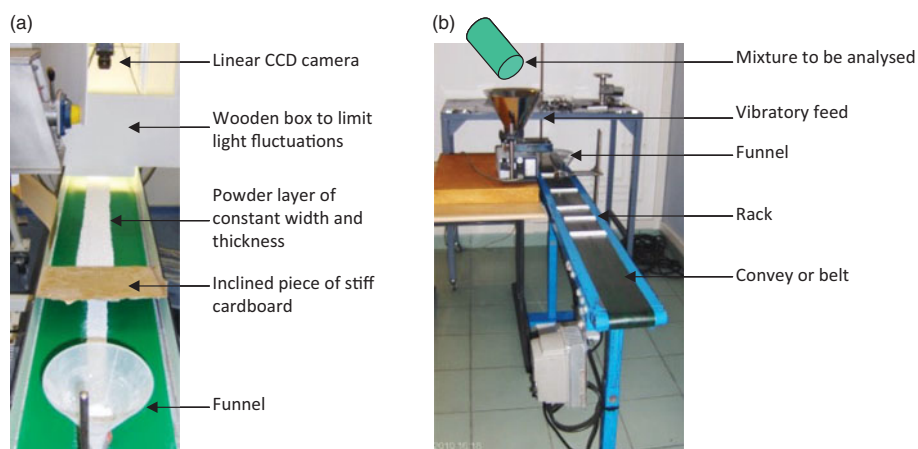 (a)
Linear CCD camera
Wooden box to limit
light fluctuations
Powder layer of
constant width and
thickness
Inclined piece of stiff
cardboard
Funnel
(b)
Mixture to be analysed
Vibratory feed
Funnel
Rack
Convey or belt